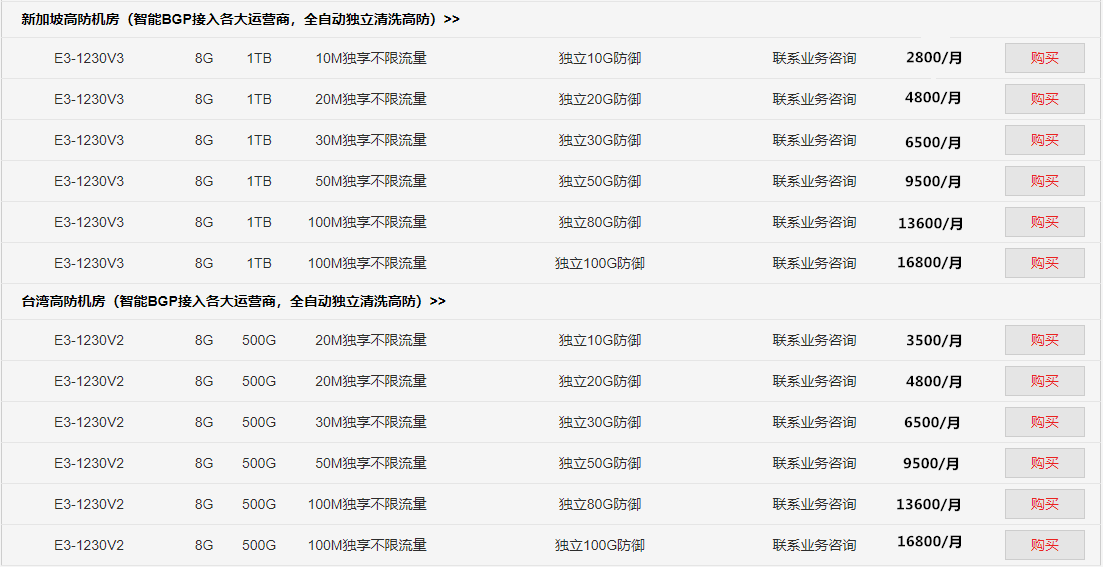 新加坡高防机房（智能BGP接入各大运营商，全自动独立清洗高防）>>
E3-1230V3 8G 1TB 10M独享不限流量 独立10G防御 联系业务咨询 2800/月 购买
E3-1230V3 8G 1TB 20M独享不限流量 独立20G防御 联系业务咨询 4800/月 购买
E3-1230V3 8G 1TB 30M独享不限流量 独立30G防御 联系业务咨询 6500/月 购买
E3-1230V3 8G 1TB 50M独享不限流量 独立50G防御 联系业务咨询 9500/月 购买
E3-1230V3 8G 1TB 100M独享不限流量 独立80G防御 联系业务咨询 13600/月 购买
E3-1230V3 8G 1TB 100M独享不限流量 独立100G防御 联系业务咨询 16800/月 购买
台湾高防机房（智能BGP接入各大运营商，全自动独立清洗高防）>>
E3-1230V2 8G 500G 20M独享不限流量 独立10G防御 联系业务咨询 3500/月 购买
E3-1230V2 8G 500G 20M独享不限流量 独立20G防御 联系业务咨询 4800/月 购买
E3-1230V2 8G 500G 30M独享不限流量 独立30G防御 联系业务咨询 6500/月 购买
E3-1230V2 8G 500G 50M独享不限流量 独立50G防御 联系业务咨询 9500/月 购买
E3-1230V2 8G 500G 100M独享不限流量 独立80G防御 联系业务咨询 13600/月 购买
E3-1230V2 8G 500G 100M独享不限流量 独立100G防御 联系业务咨询 16800/月 购买